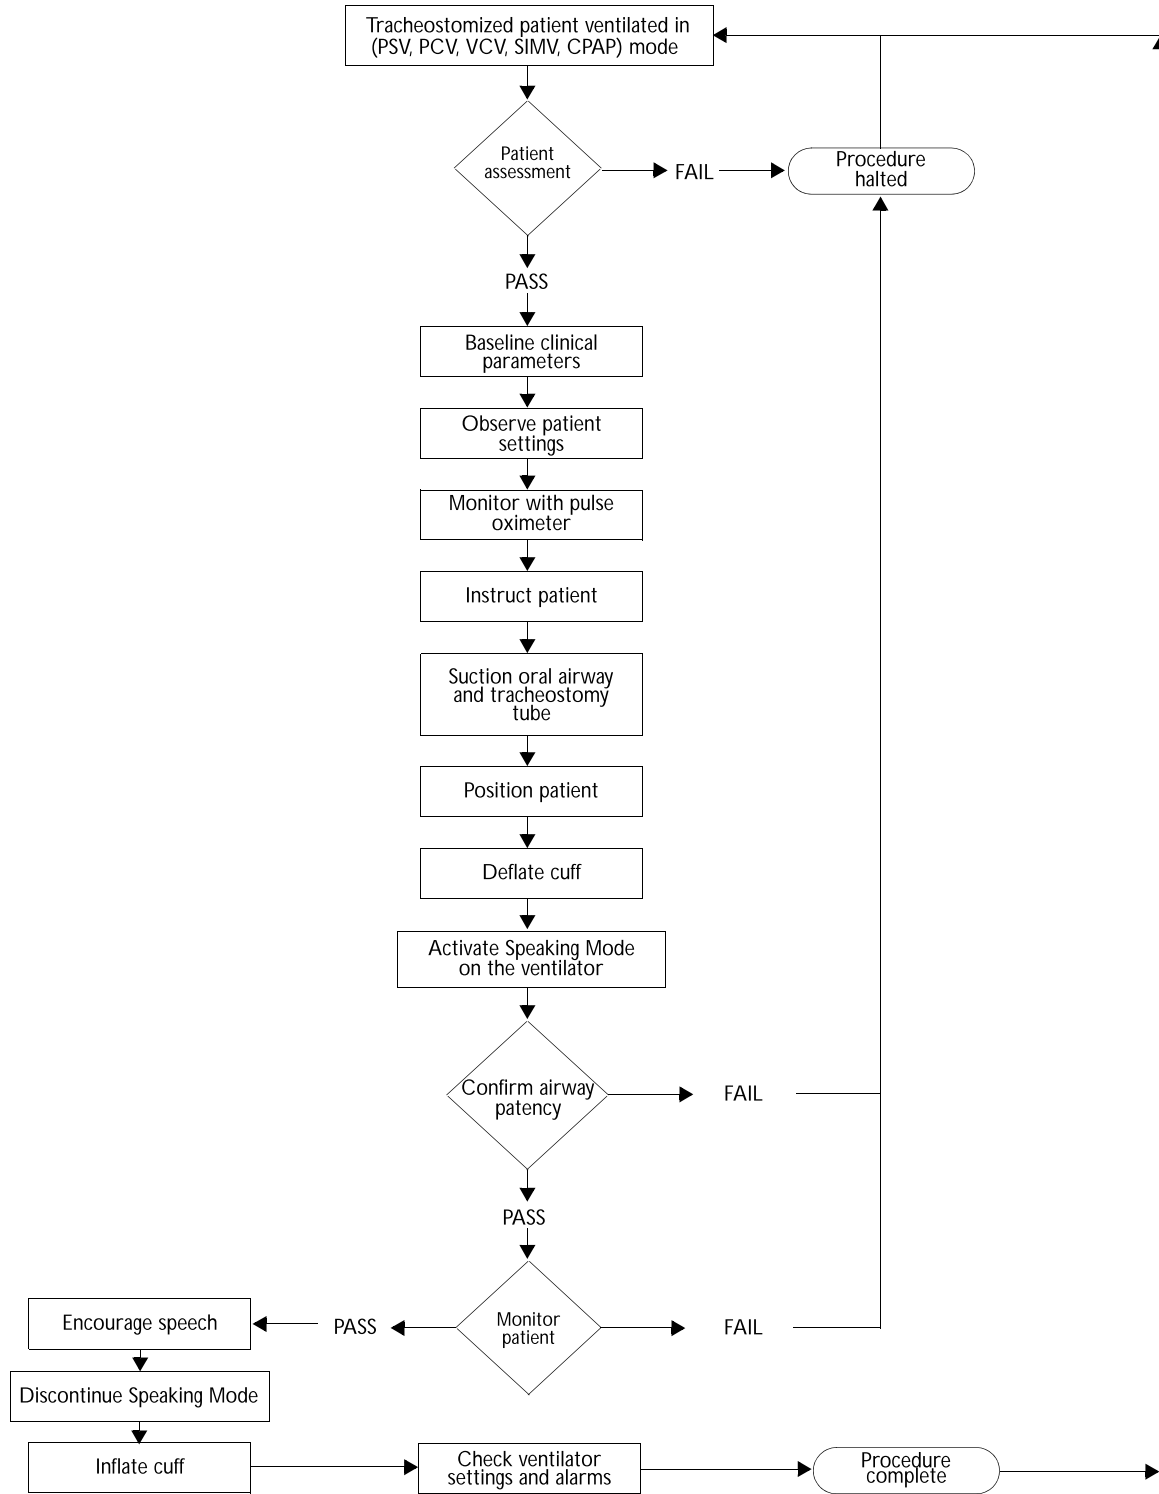 Tracheostomized patient ventilated in
(PSV, PCV, VCV, SIMV, CPAP) mode
Patient
assessment
FAIL
Procedure
halted
PASS
Baseline clinical
parameters
Observe patient
settings
Monitor with pulse
oximeter
Instruct patient
Suction oral airway
and tracheostomy
tube
Position patient
Deflate cuff
Activate Speaking Mode
on the ventilator
Confirm airway
patency
FAIL
PASS
Monitor
patient
FAIL
PASS
Encourage speech
Discontinue Speaking Mode
Inflate cuff
Check ventilator
settings and alarms
Procedure
complete